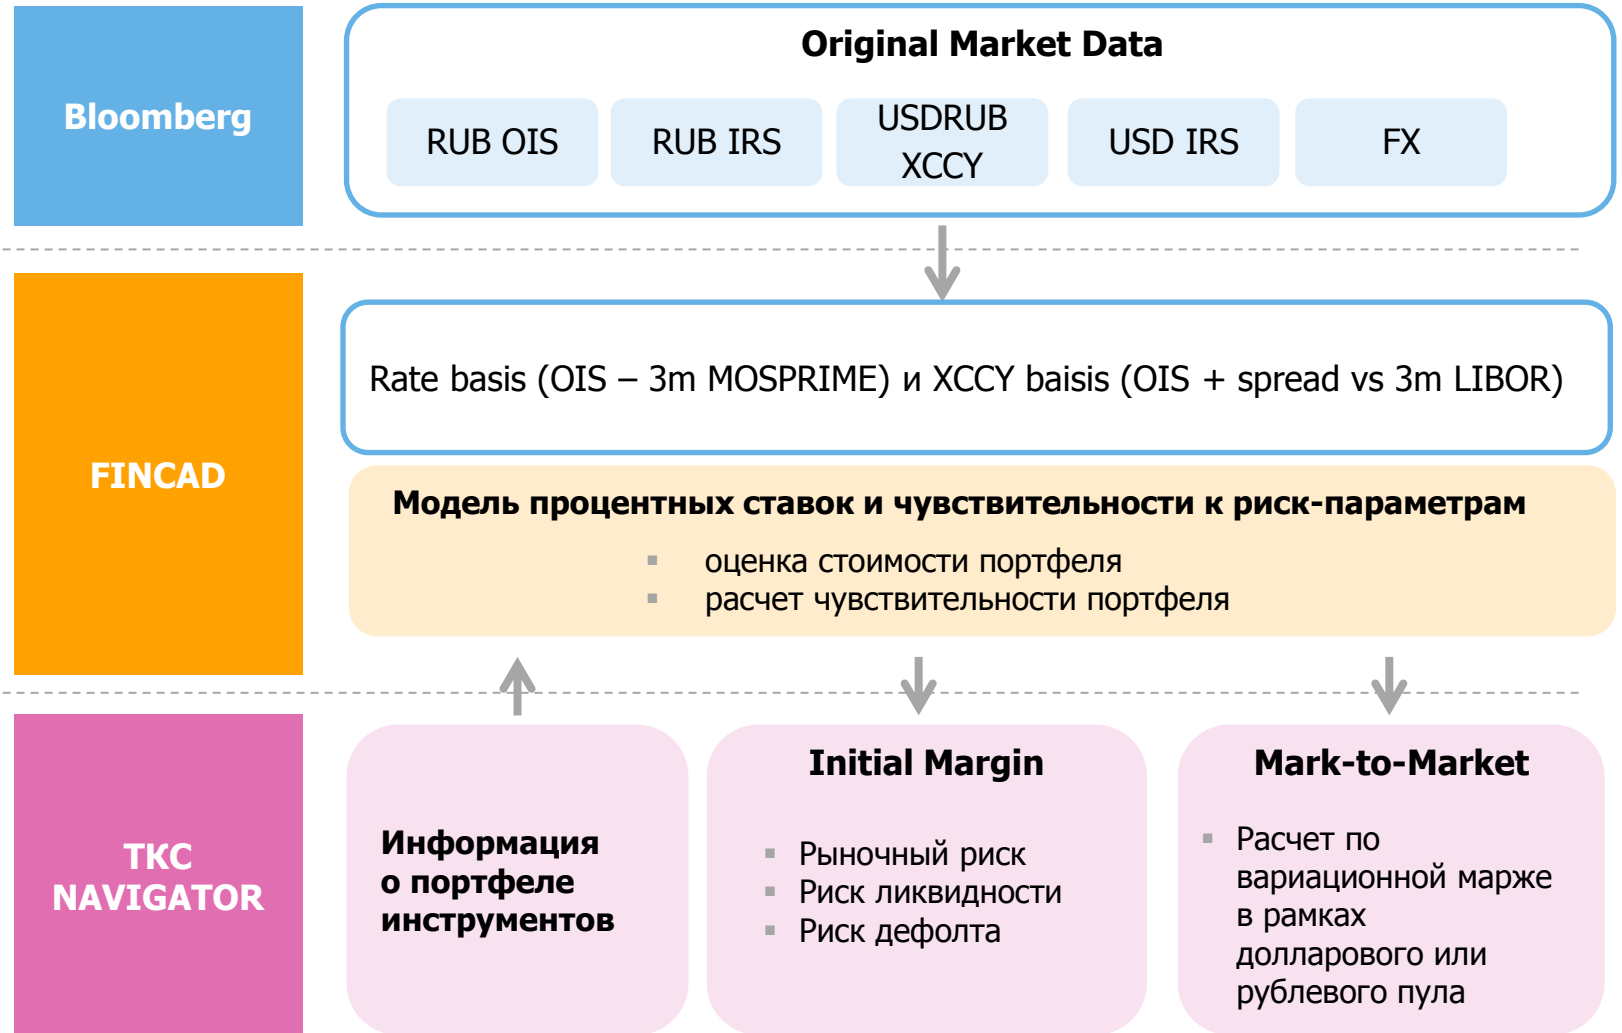 Bloomberg
Original Market Data
RUB OIS
RUB IRS
USDRUB
XCCY
USD IRS
FX
FINCAD
Rate basis (OIS – 3m MOSPRIME) и XCCY baisis (OIS + spread vs 3m LIBOR)
Модель процентных ставок и чувствительности к риск-параметрам
▪ оценка стоимости портфеля
▪ расчет чувствительности портфеля
ТКС
NAVIGATOR
Информация
о портфеле
инструментов
Initial Margin
▪ Рыночный риск
▪ Риск ликвидности
▪ Риск дефолта
Mark-to-Market
▪ Расчет по
вариационной марже
в рамках
долларового или
рублевого пула